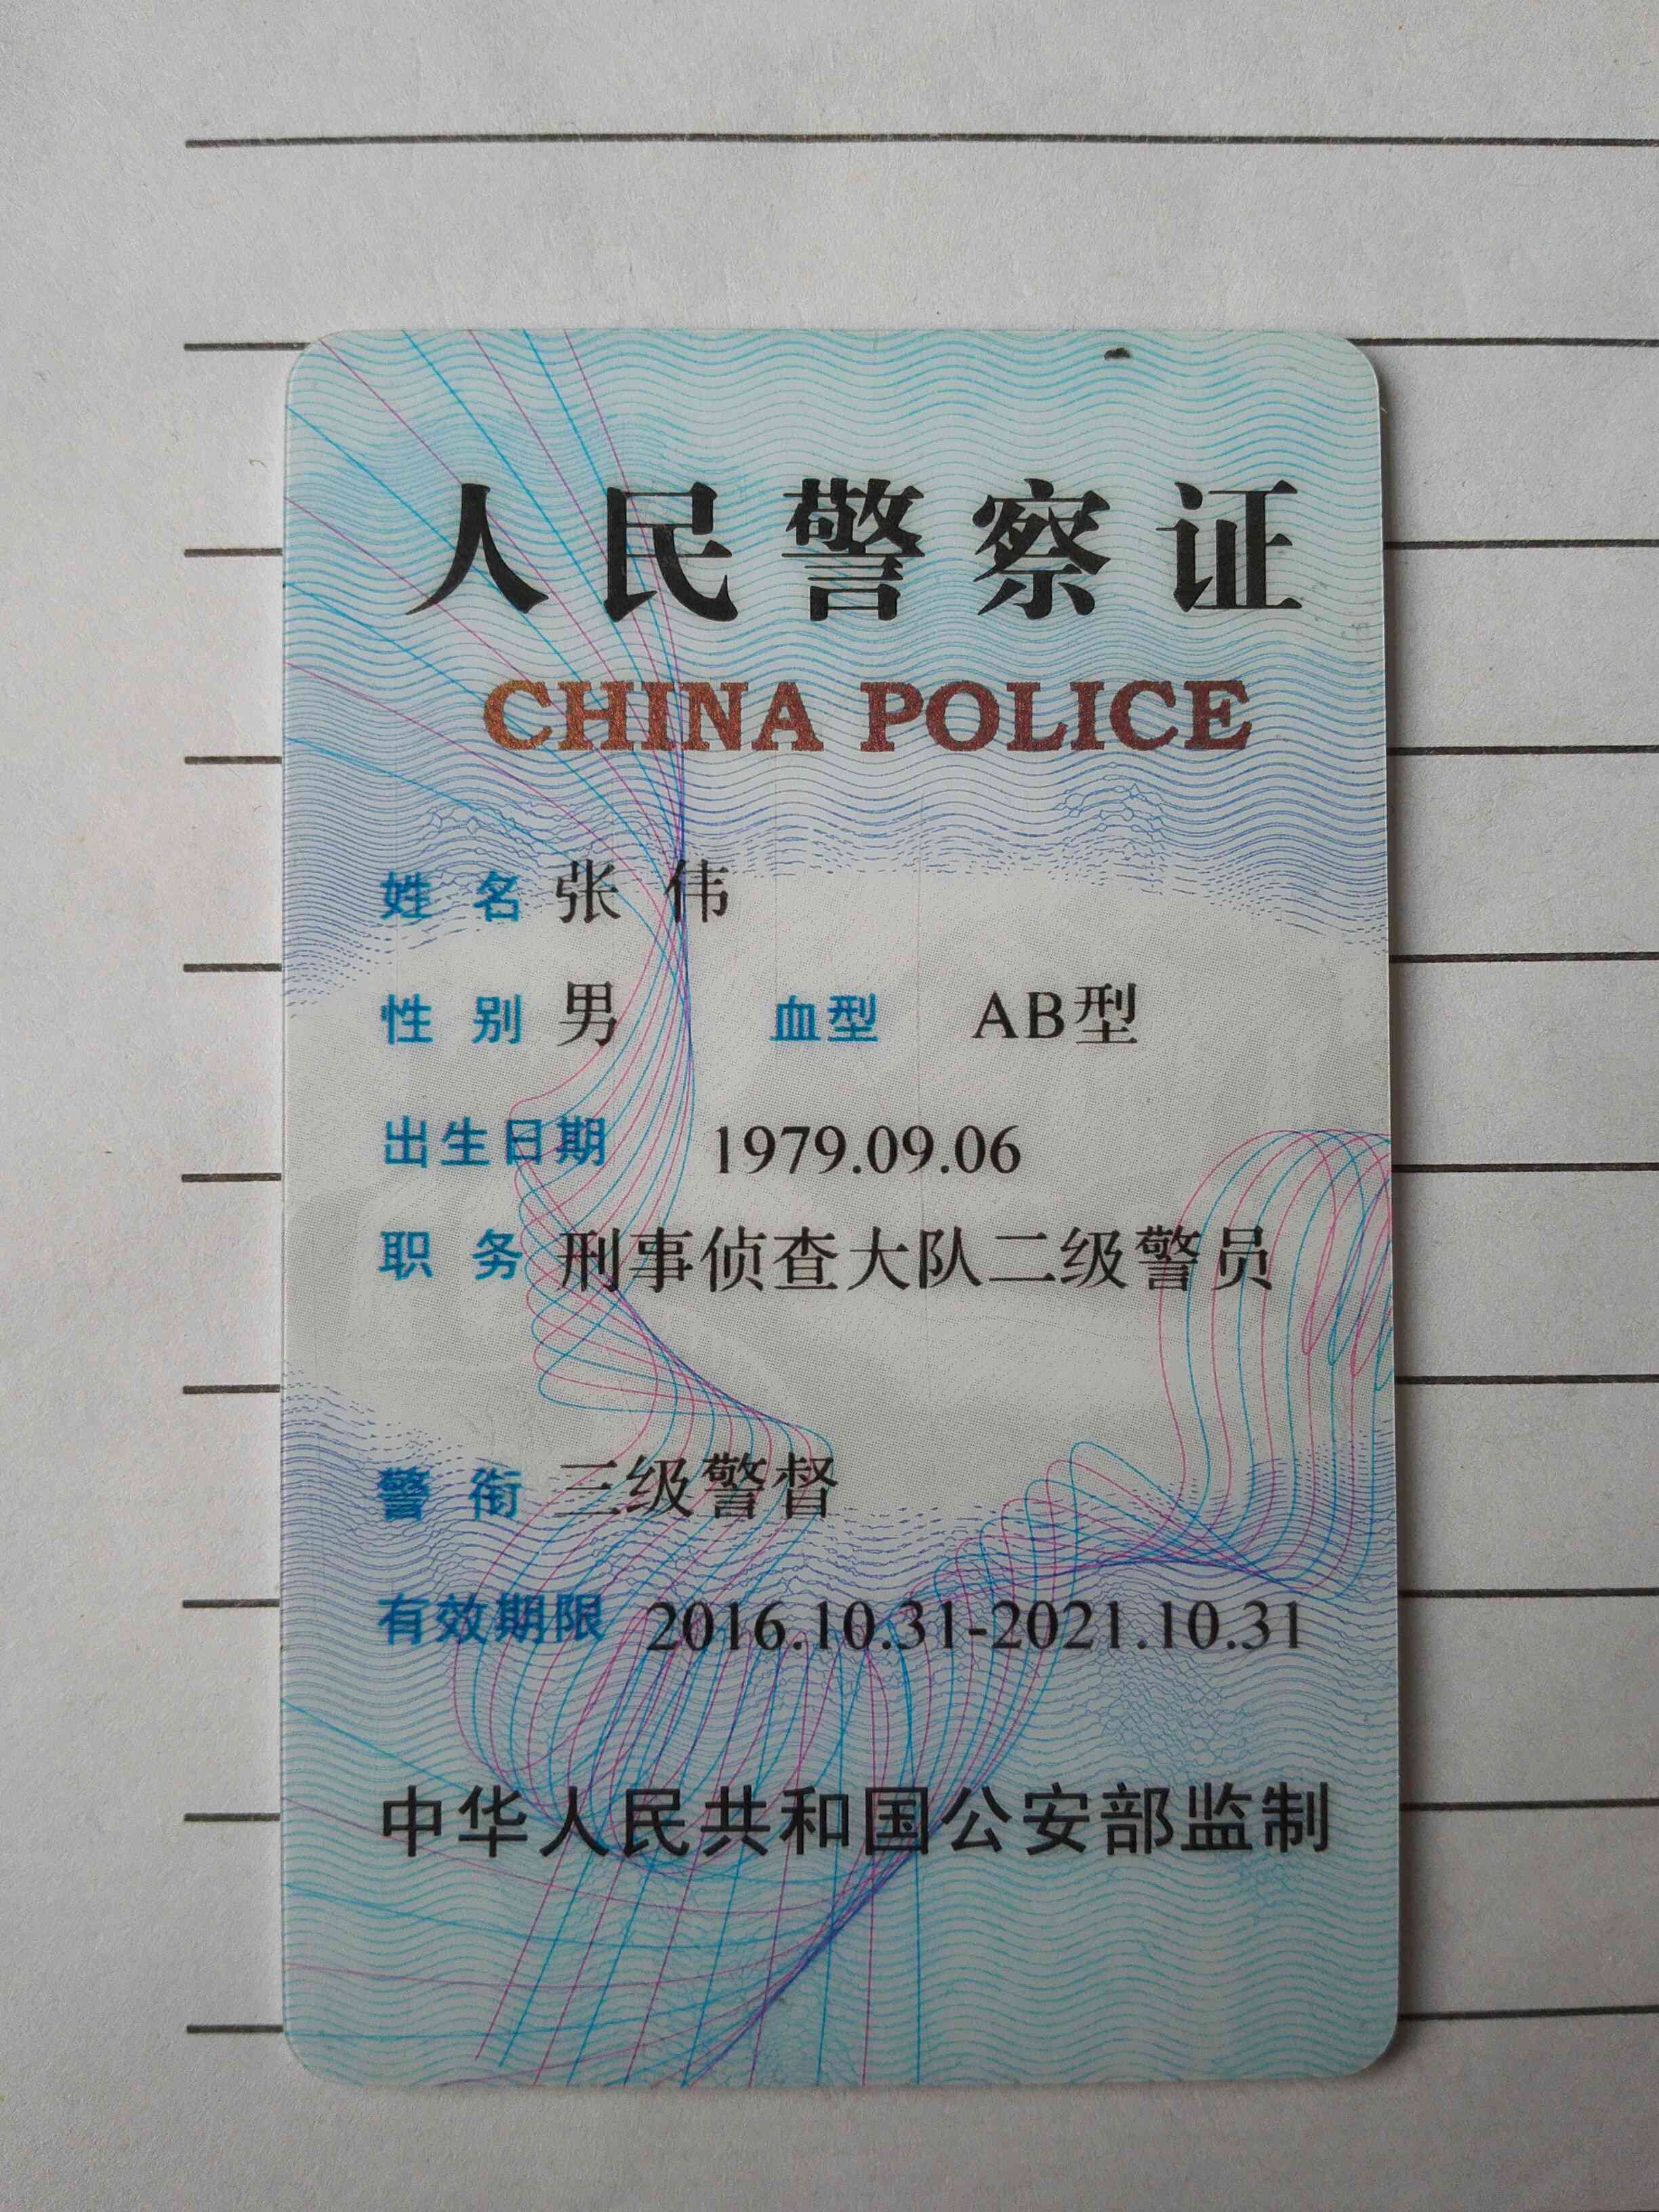 人民警察证
CHINA POLICE
姓 名 张 伟
性 别 男 血型 AB型
出生日期 1979.09.06
职 务 刑事侦查大队二级警员
警 衔 三级警督
有效期限 2016.10.31-2021.10.31
中华人民共和国公安部监制